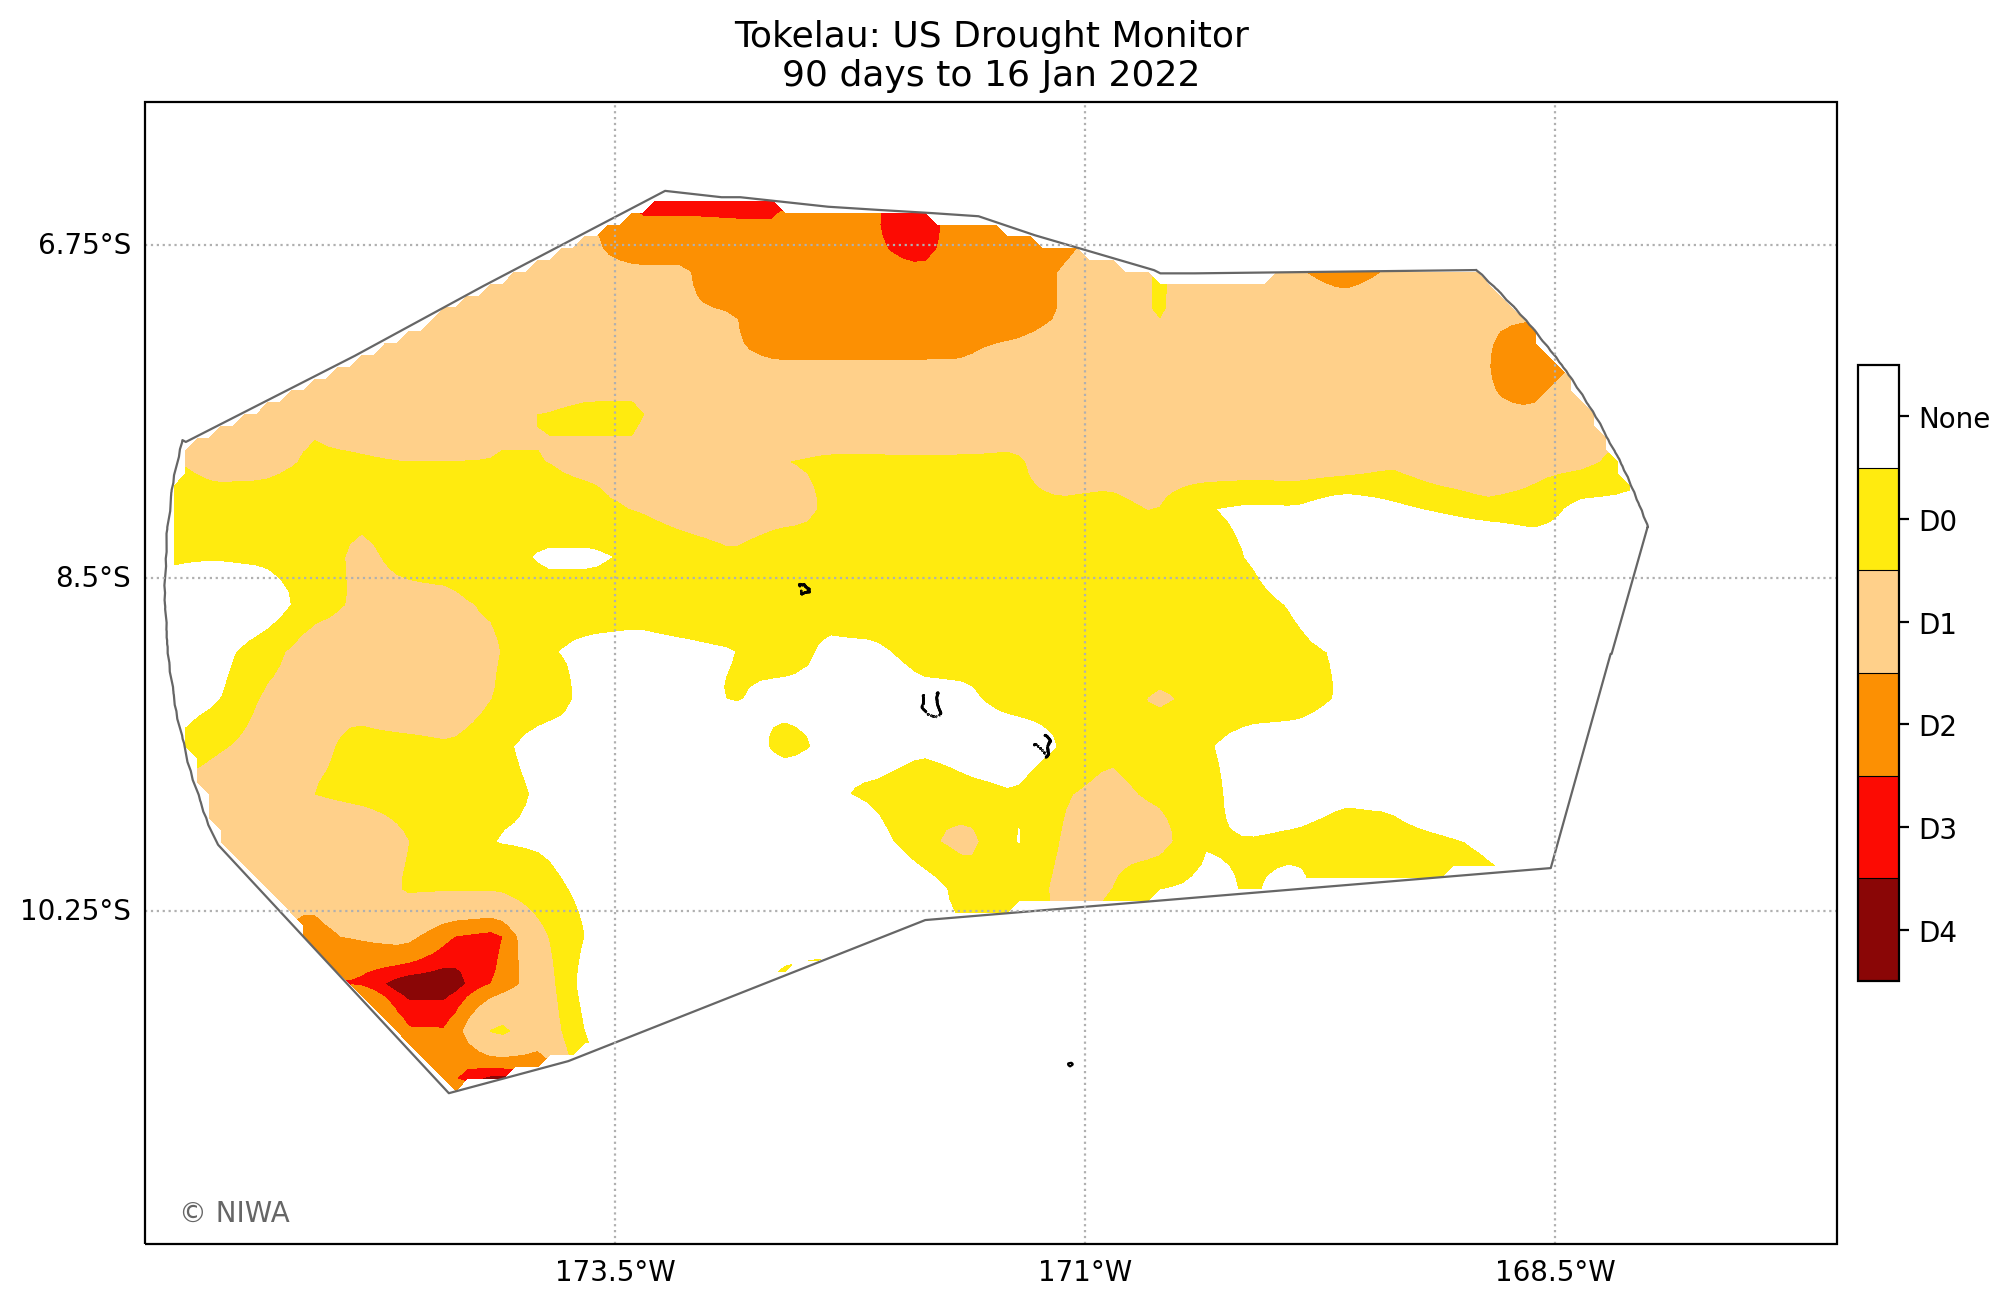 Tokelau: US Drought Monitor
90 days to 16 Jan 2022
6.75°S
8.5°S
10.25°S
173.5°W
171°W
168.5°W
None
D0
D1
D2
D3
D4
© NIWA